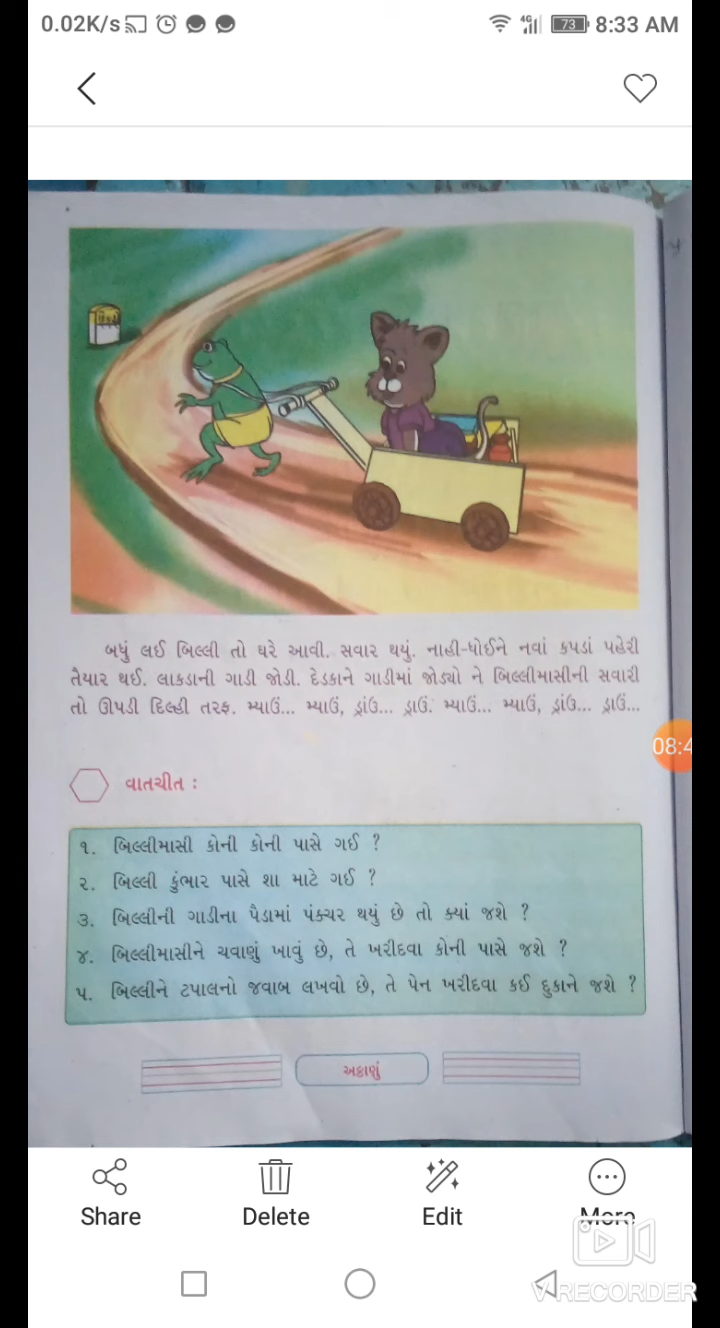 0.02K/s
4G
73
8:33 AM
બધું લઈ બિલ્લી તો ઘરે આવી. સવાર થયું. નાહી-ધોઈને નવાં કપડાં પહેરી
તૈયાર થઈ. લાકડાની ગાડી જોડી. દેડકાને ગાડીમાં જોડ્યો ને બિલ્લીમાસીની સવારી
તો ઊપડી દિલ્હી તરફ. મ્યાઉં... મ્યાઉં, ડ્રાંઉં... ડ્રાઉં. મ્યાઉં... મ્યાઉં, ડ્રાંઉં... ડ્રાઉં...
08:4
વાતચીત :
૧. બિલ્લીમાસી કોની કોની પાસે ગઈ ?
૨. બિલ્લી કુંભાર પાસે શા માટે ગઈ ?
૩. બિલ્લીની ગાડીના પૈડામાં પંક્ચર થયું છે તો ક્યાં જશે ?
૪. બિલ્લીમાસીને ચવાણું ખાવું છે, તે ખરીદવા કોની પાસે જશે ?
૫. બિલ્લીને ટપાલનો જવાબ લખવો છે, તે પેન ખરીદવા કઈ દુકાને જશે ?
અઠ્ઠાણું
Share
Delete
Edit
More
V RECORDER